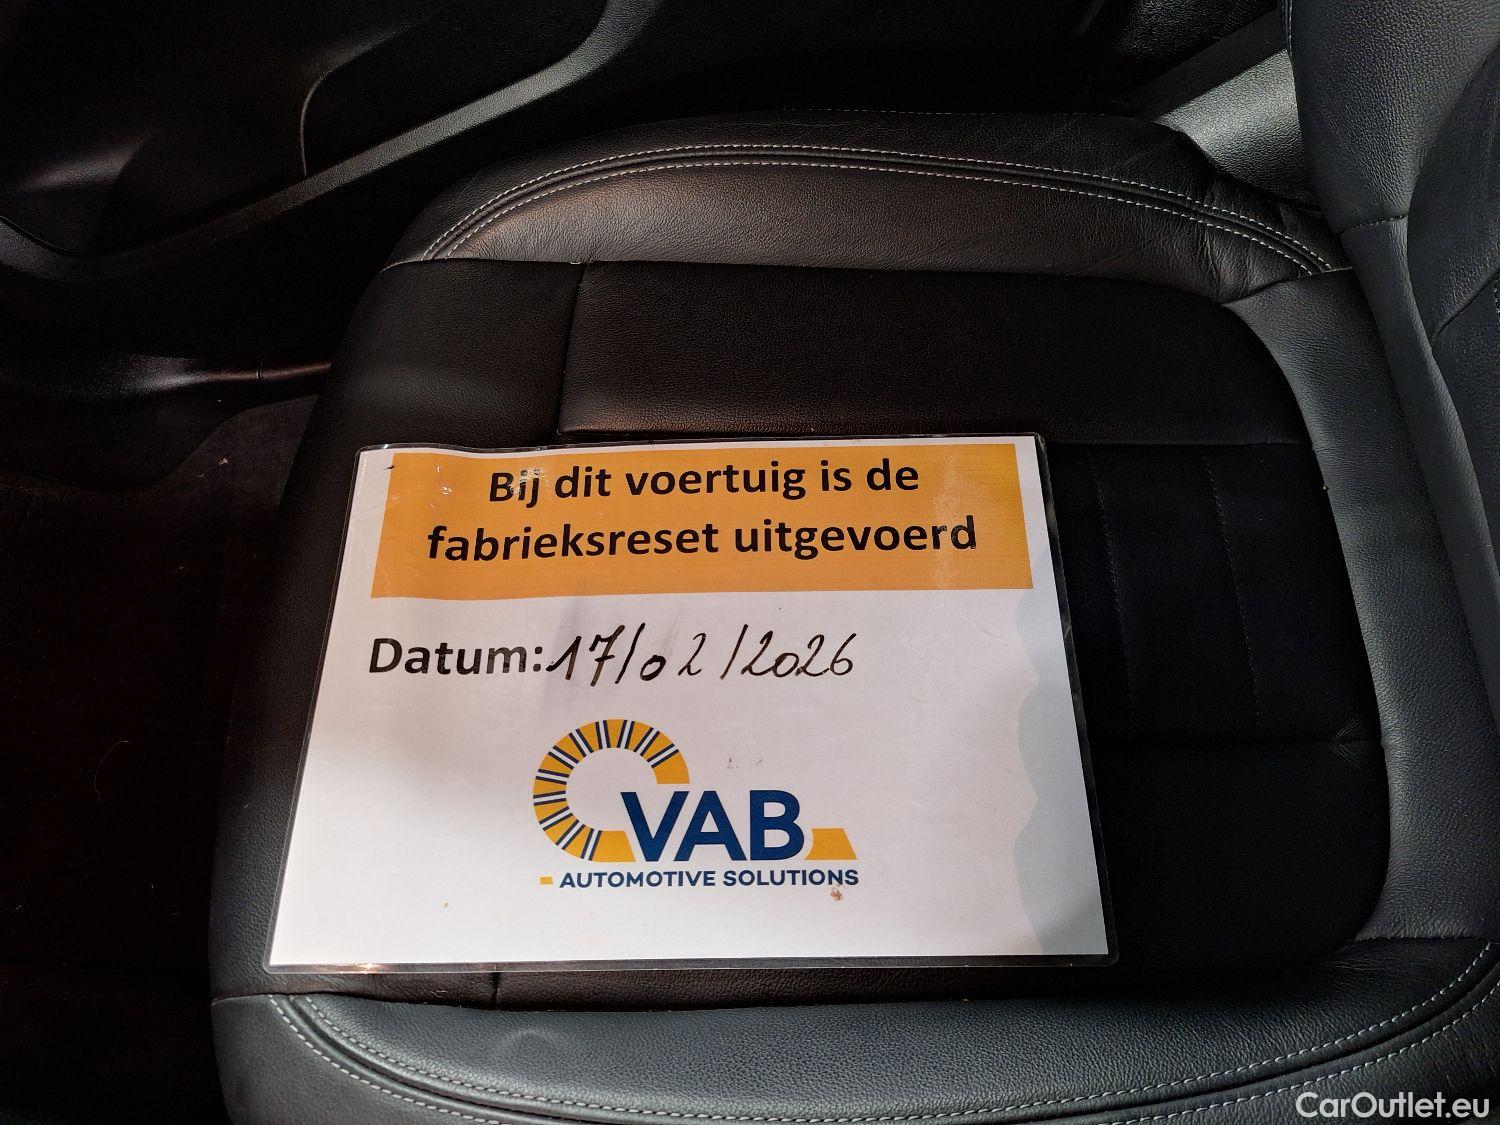 Bij dit voertuig is de
fabrieksreset uitgevoerd
Datum: 17/02/2026
VAB
AUTOMOTIVE SOLUTIONS
CarOutlet.eu